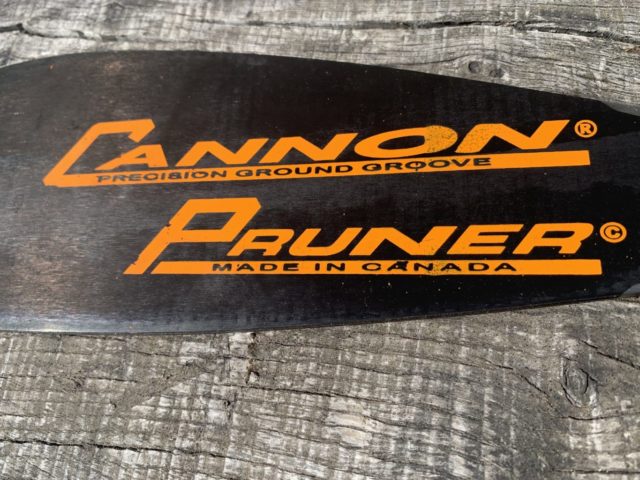 CANNON®
PRECISION GROUND GROOVE
PRUNER©
MADE IN CANADA